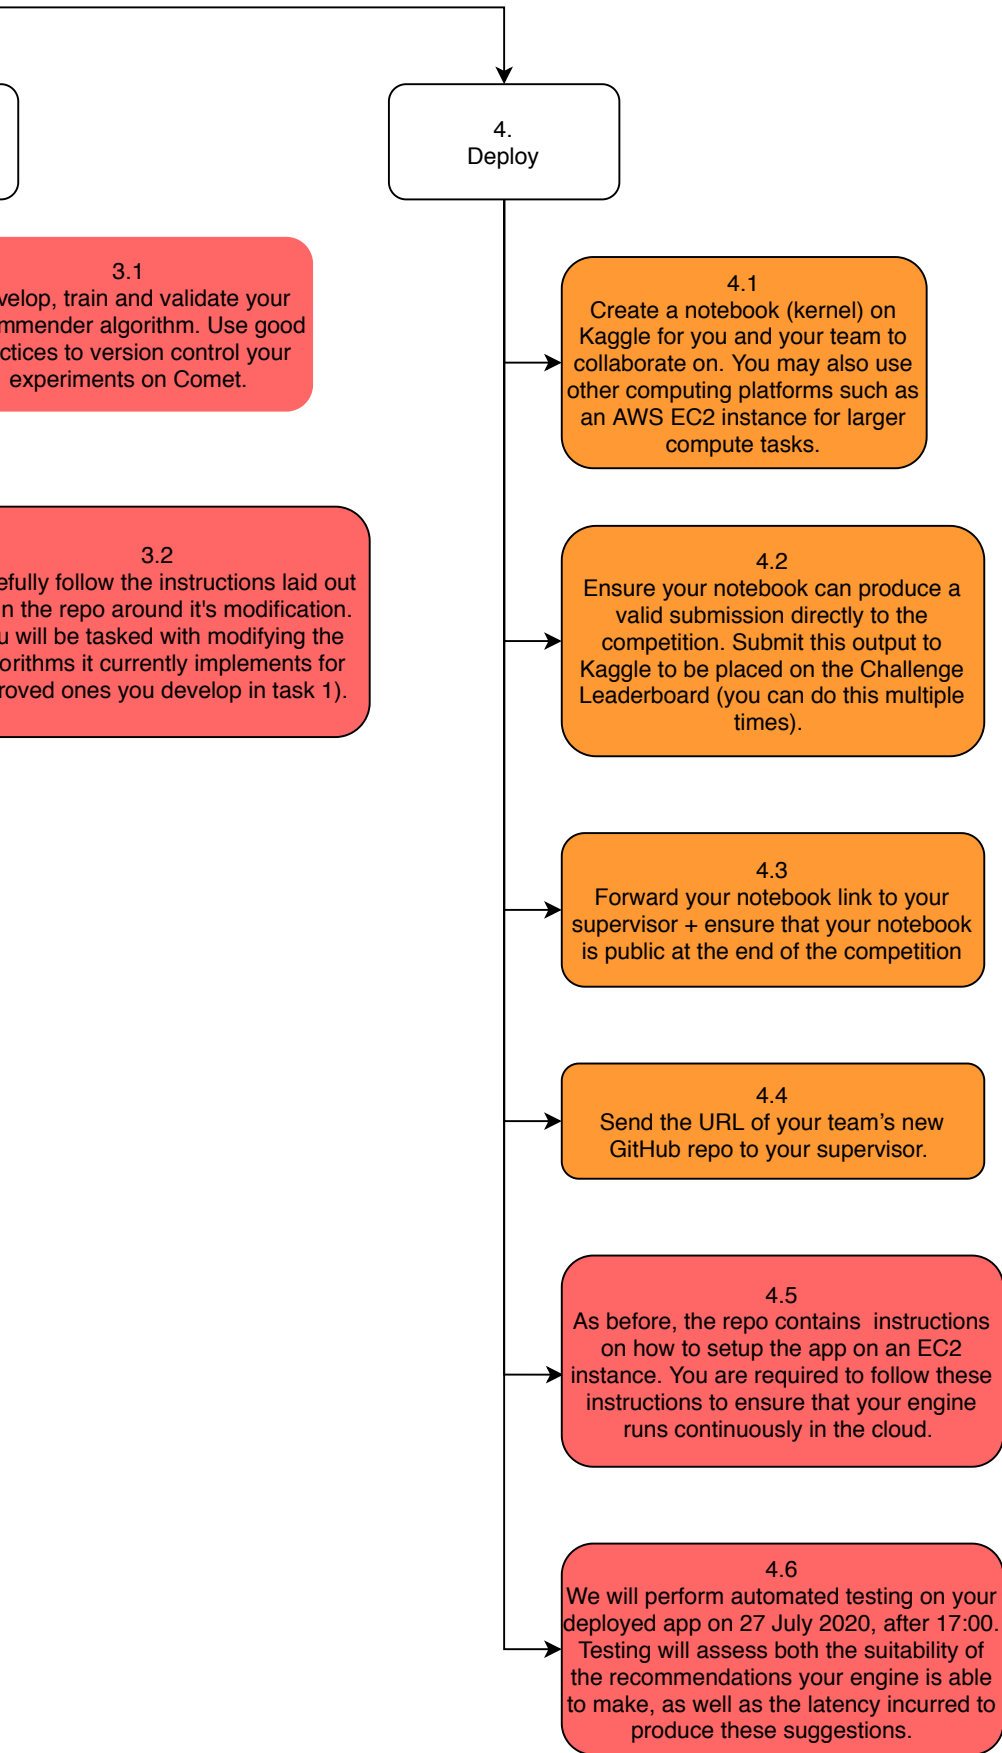 4.
Deploy
3.1
velop, train and validate your
mmender algorithm. Use good
ctices to version control your
experiments on Comet.
3.2
efully follow the instructions laid out
n the repo around it's modification.
u will be tasked with modifying the
orithms it currently implements for
roved ones you develop in task 1).
4.1
Create a notebook (kernel) on
Kaggle for you and your team to
collaborate on. You may also use
other computing platforms such as
an AWS EC2 instance for larger
compute tasks.
4.2
Ensure your notebook can produce a
valid submission directly to the
competition. Submit this output to
Kaggle to be placed on the Challenge
Leaderboard (you can do this multiple
times).
4.3
Forward your notebook link to your
supervisor + ensure that your notebook
is public at the end of the competition
4.4
Send the URL of your team’s new
GitHub repo to your supervisor.
4.5
As before, the repo contains  instructions
on how to setup the app on an EC2
instance. You are required to follow these
instructions to ensure that your engine
runs continuously in the cloud.
4.6
We will perform automated testing on your
deployed app on 27 July 2020, after 17:00.
Testing will assess both the suitability of
the recommendations your engine is able
to make, as well as the latency incurred to
produce these suggestions.